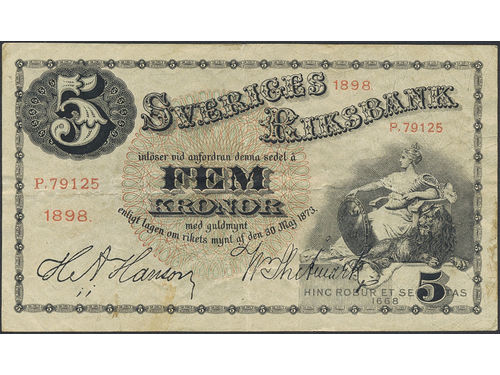 5 SVERIGES 1898.
RIKSBANK
P.79125
inlöser vid anfordran denna sedel å
P.79125 FEM
KRONOR
1898. med guldmynt
enligt lagen om rikets mynt af den 30 Maj 1873.
H A Hanson
5
HINC ROBUR ET SECURITAS
1668